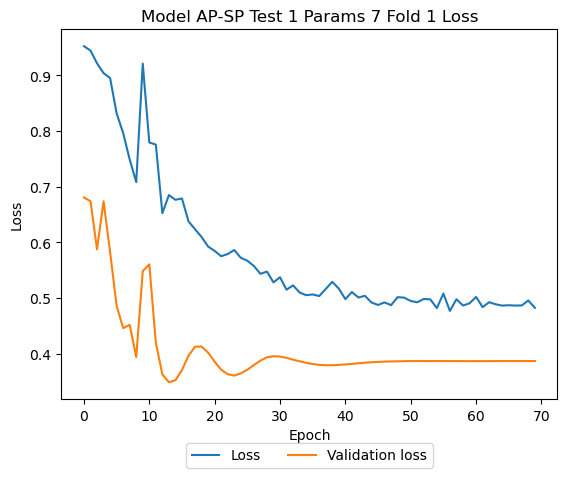 Model AP-SP Test 1 Params 7 Fold 1 Loss
0.9
0.8
0.7
0.6
0.5
0.4
Loss
0 10 20 30 40 50 60 70
Epoch
Loss Validation loss